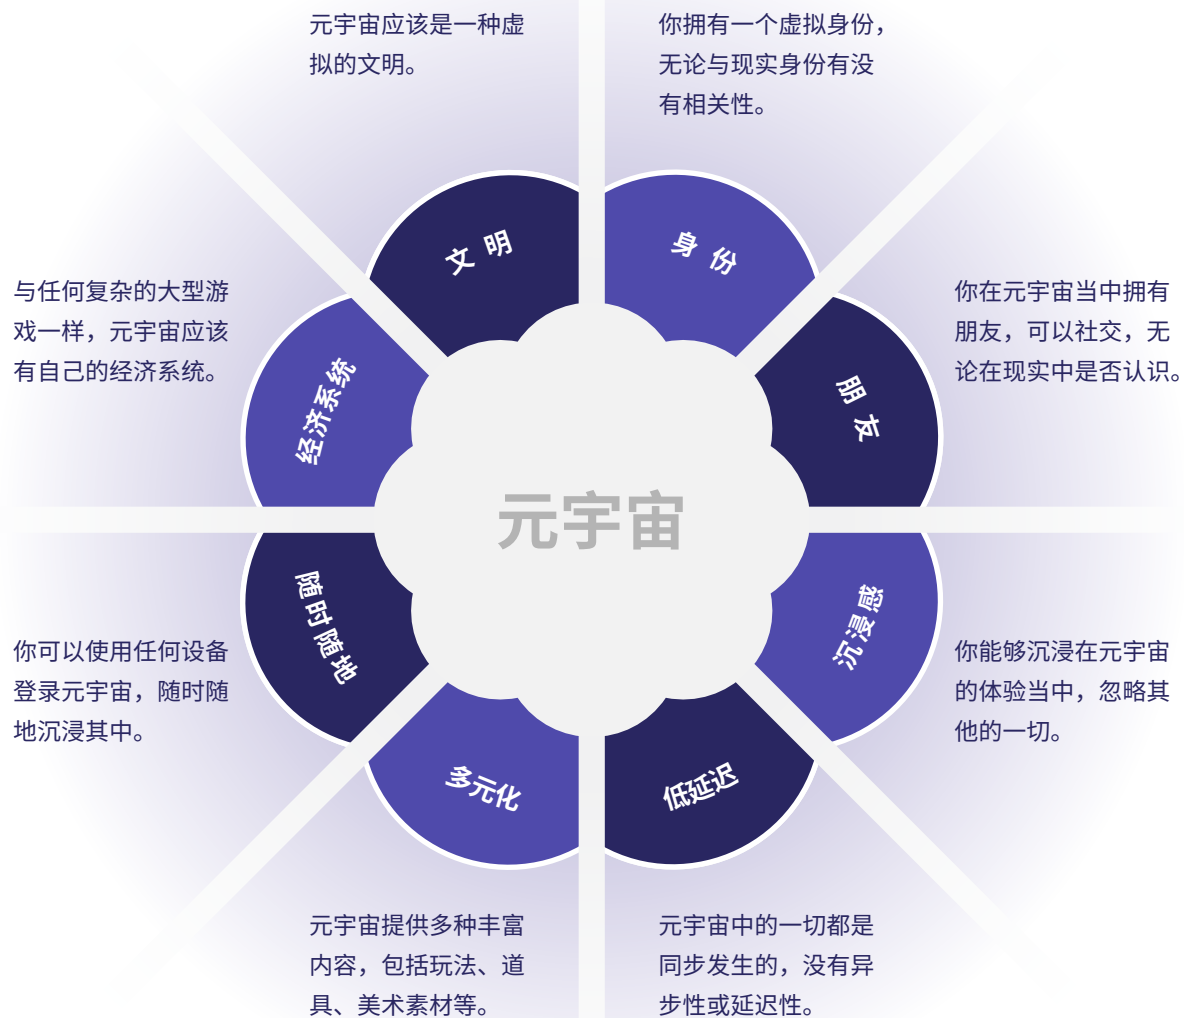 元宇宙应该是一种虚
拟的文明。
你拥有一个虚拟身份，
无论与现实身份有没
有相关性。
文明
身份
与任何复杂的大型游
戏一样，元宇宙应该
有自己的经济系统。
经济系统
朋友
你在元宇宙当中拥有
朋友，可以社交，无
论在现实中是否认识。
元宇宙
你可以使用任何设备
登录元宇宙，随时随
地沉浸其中。
随时随地
沉浸感
你能够沉浸在元宇宙
的体验当中，忽略其
他的一切。
多元化
低延迟
元宇宙提供多种丰富
内容，包括玩法、道
具、美术素材等。
元宇宙中的一切都是
同步发生的，没有异
步性或延迟性。